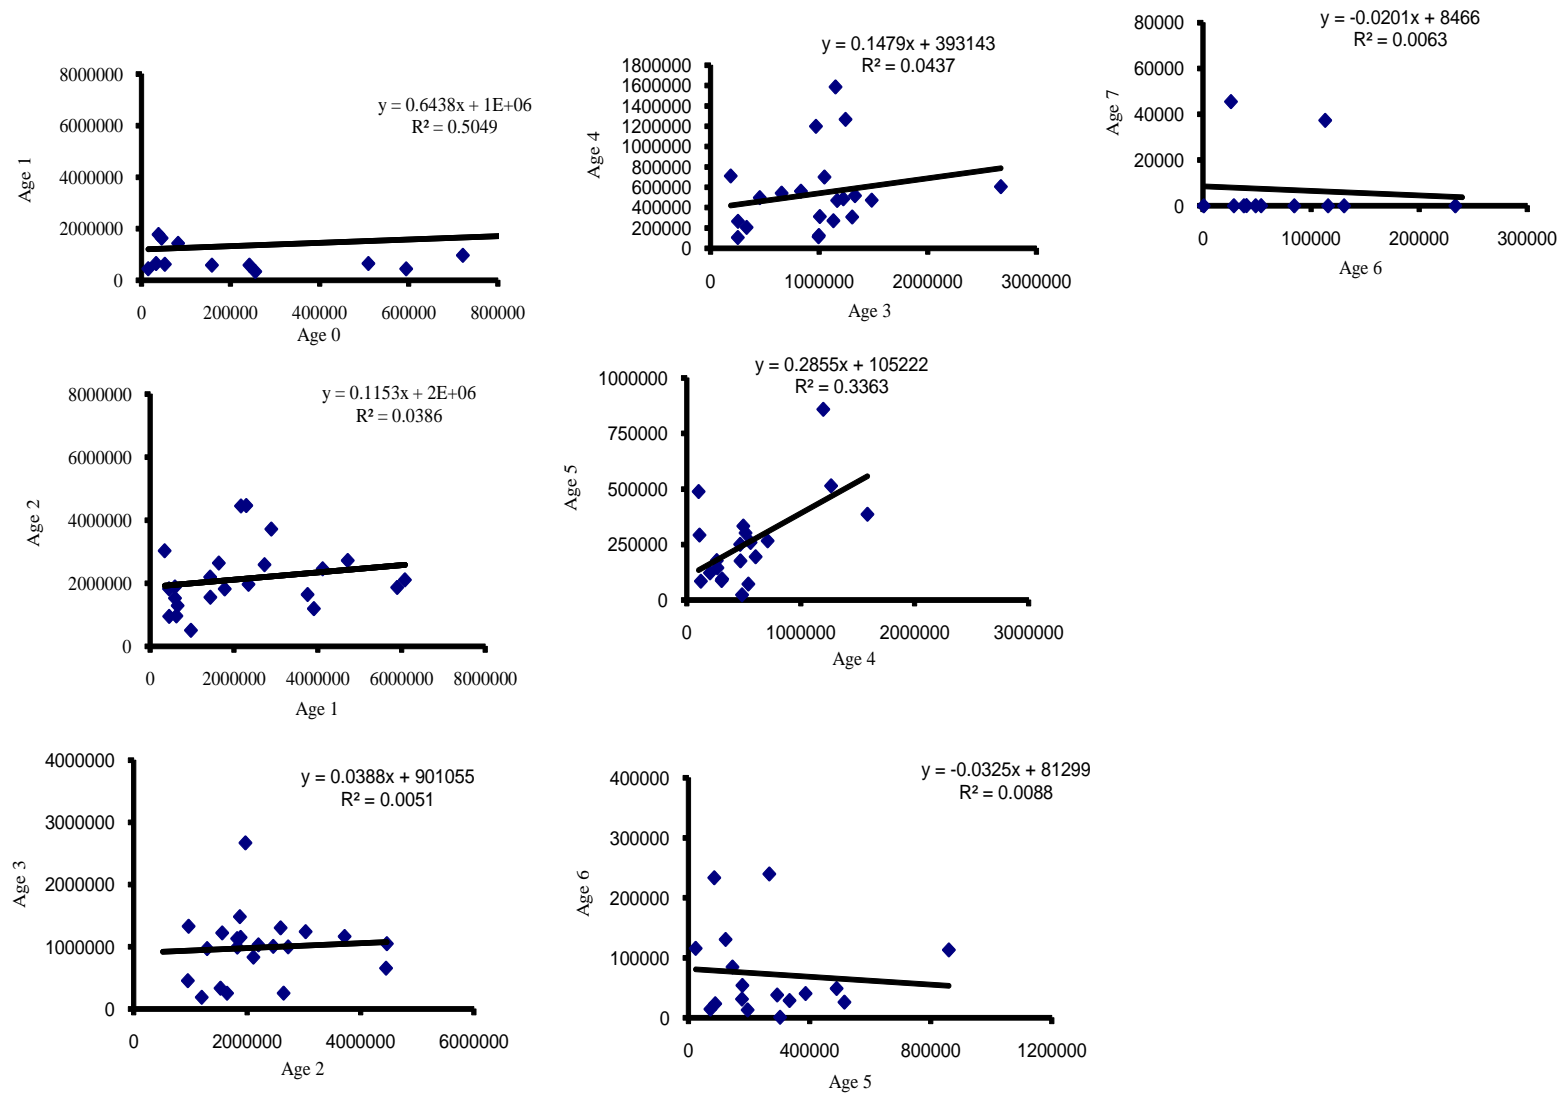 y = 0.6438x + 1E+06
R² = 0.5049
8000000
6000000
4000000
2000000
0
Age 1
0 200000 400000 600000 800000
Age 0
y = 0.1153x + 2E+06
R² = 0.0386
8000000
6000000
4000000
2000000
0
Age 2
0 2000000 4000000 6000000 8000000
Age 1
y = 0.0388x + 901055
R² = 0.0051
4000000
3000000
2000000
1000000
0
Age 3
0 2000000 4000000 6000000
Age 2
y = 0.1479x + 393143
R² = 0.0437
1800000
1600000
1400000
1200000
1000000
800000
600000
400000
200000
0
Age 4
0 1000000 2000000 3000000
Age 3
y = 0.2855x + 105222
R² = 0.3363
1000000
750000
500000
250000
0
Age 5
0 1000000 2000000 3000000
Age 4
y = -0.0325x + 81299
R² = 0.0088
400000
300000
200000
100000
0
Age 6
0 400000 800000 1200000
Age 5
y = -0.0201x + 8466
R² = 0.0063
80000
60000
40000
20000
0
Age 7
0 100000 200000 300000
Age 6